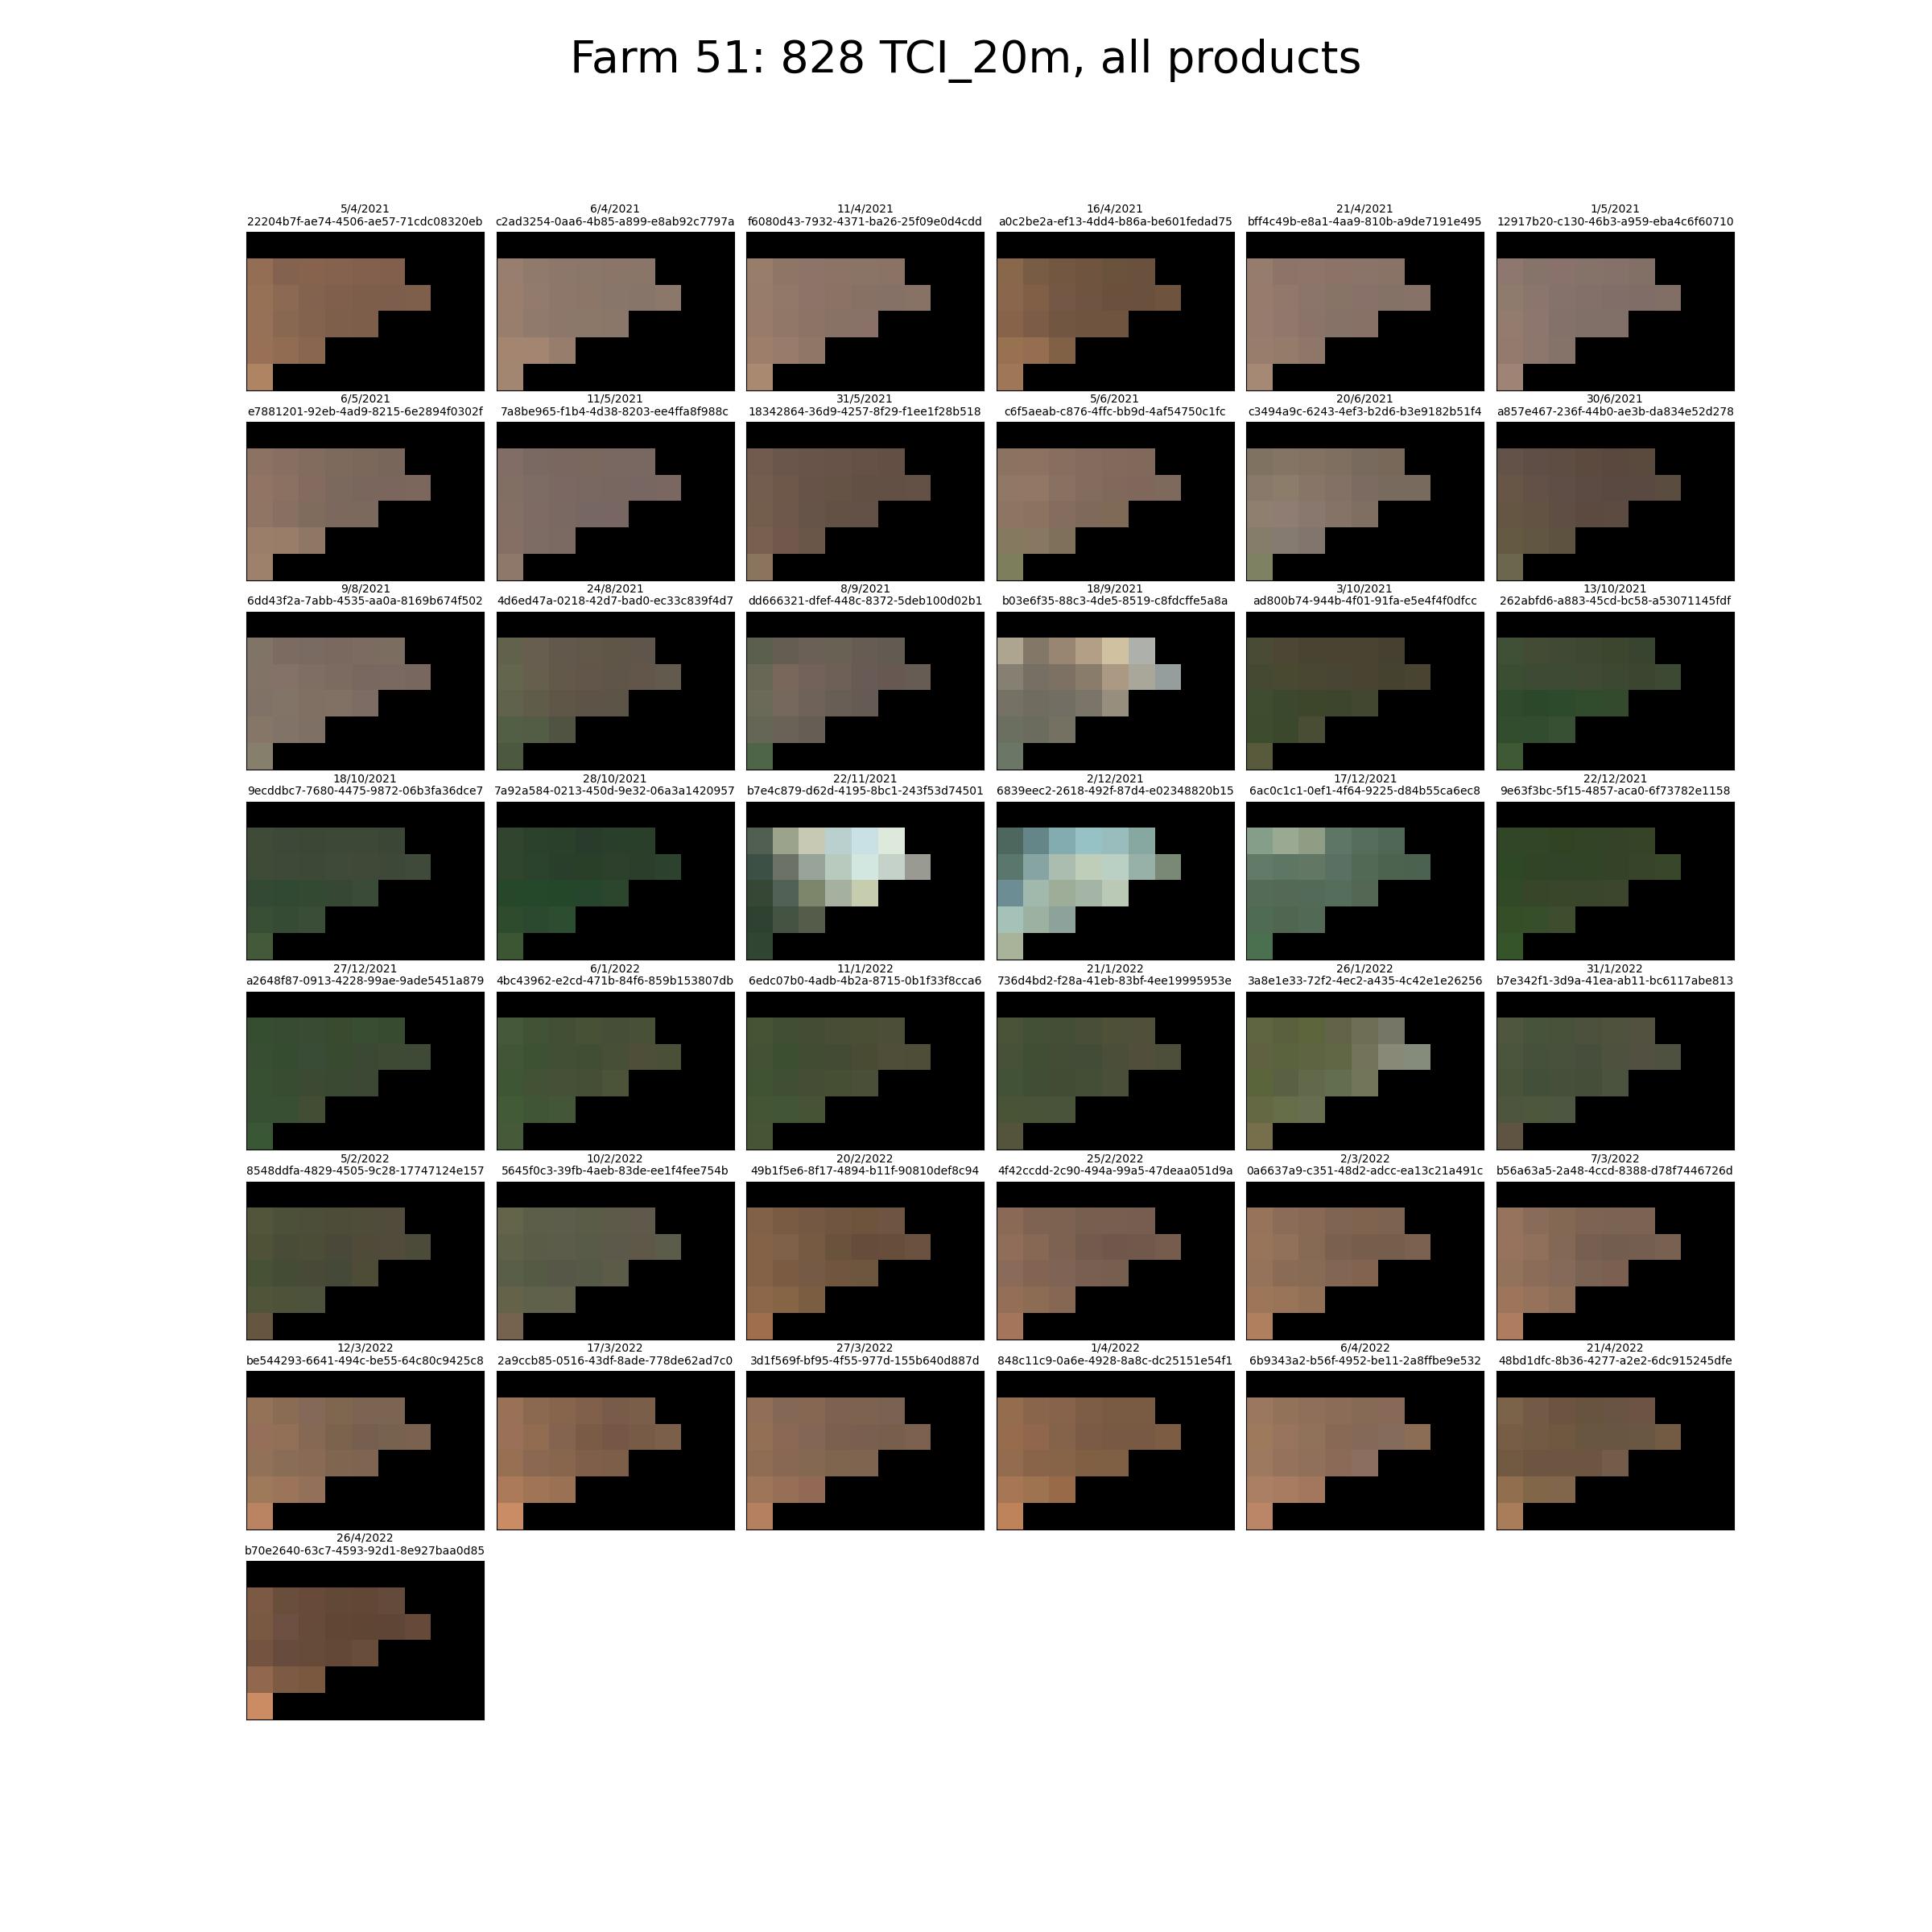 Farm 51: 828 TCI_20m, all products
5/4/2021
22204b7f-ae74-4506-ae57-71cdc08320eb
6/4/2021
c2ad3254-0aa6-4b85-a899-e8ab92c7797a
11/4/2021
f6080d43-7932-4371-ba26-25f09e0d4cdd
16/4/2021
a0c2be2a-ef13-4dd4-b86a-be601fedad75
21/4/2021
bff4c49b-e8a1-4aa9-810b-a9de7191e495
1/5/2021
12917b20-c130-46b3-a959-eba4c6f60710
6/5/2021
e7881201-92eb-4ad9-8215-6e2894f0302f
11/5/2021
7a8be965-f1b4-4d38-8203-ee4ffa8f988c
31/5/2021
18342864-36d9-4257-8f29-f1ee1f28b518
5/6/2021
c6f5aeab-c876-4ffc-bb9d-4af54750c1fc
20/6/2021
c3494a9c-6243-4ef3-b2d6-b3e9182b51f4
30/6/2021
a857e467-236f-44b0-ae3b-da834e52d278
9/8/2021
6dd43f2a-7abb-4535-aa0a-8169b674f502
24/8/2021
4d6ed47a-0218-42d7-bad0-ec33c839f4d7
8/9/2021
dd666321-dfef-448c-8372-5deb100d02b1
18/9/2021
b03e6f35-88c3-4de5-8519-c8fdcffe5a8a
3/10/2021
ad800b74-944b-4f01-91fa-e5e4f4f0dfcc
13/10/2021
262abfd6-a883-45cd-bc58-a53071145fdf
18/10/2021
9ecddbc7-7680-4475-9872-06b3fa36dce7
28/10/2021
7a92a584-0213-450d-9e32-06a3a1420957
22/11/2021
b7e4c879-d62d-4195-8bc1-243f53d74501
2/12/2021
6839eec2-2618-492f-87d4-e02348820b15
17/12/2021
6ac0c1c1-0ef1-4f64-9225-d84b55ca6ec8
22/12/2021
9e63f3bc-5f15-4857-aca0-6f73782e1158
27/12/2021
a2648f87-0913-4228-99ae-9ade5451a879
6/1/2022
4bc43962-e2cd-471b-84f6-859b153807db
11/1/2022
6edc07b0-4adb-4b2a-8715-0b1f33f8cca6
21/1/2022
736d4bd2-f28a-41eb-83bf-4ee19995953e
26/1/2022
3a8e1e33-72f2-4ec2-a435-4c42e1e26256
31/1/2022
b7e342f1-3d9a-41ea-ab11-bc6117abe813
5/2/2022
8548ddfa-4829-4505-9c28-17747124e157
10/2/2022
5645f0c3-39fb-4aeb-83de-ee1f4fee754b
20/2/2022
49b1f5e6-8f17-4894-b11f-90810def8c94
25/2/2022
4f42ccdd-2c90-494a-99a5-47deaa051d9a
2/3/2022
0a6637a9-c351-48d2-adcc-ea13c21a491c
7/3/2022
b56a63a5-2a48-4ccd-8388-d78f7446726d
12/3/2022
be544293-6641-494c-be55-64c80c9425c8
17/3/2022
2a9ccb85-0516-43df-8ade-778de62ad7c0
27/3/2022
3d1f569f-bf95-4f55-977d-155b640d887d
1/4/2022
848c11c9-0a6e-4928-8a8c-dc25151e54f1
6/4/2022
6b9343a2-b56f-4952-be11-2a8ffbe9e532
21/4/2022
48bd1dfc-8b36-4277-a2e2-6dc915245dfe
26/4/2022
b70e2640-63c7-4593-92d1-8e927baa0d85